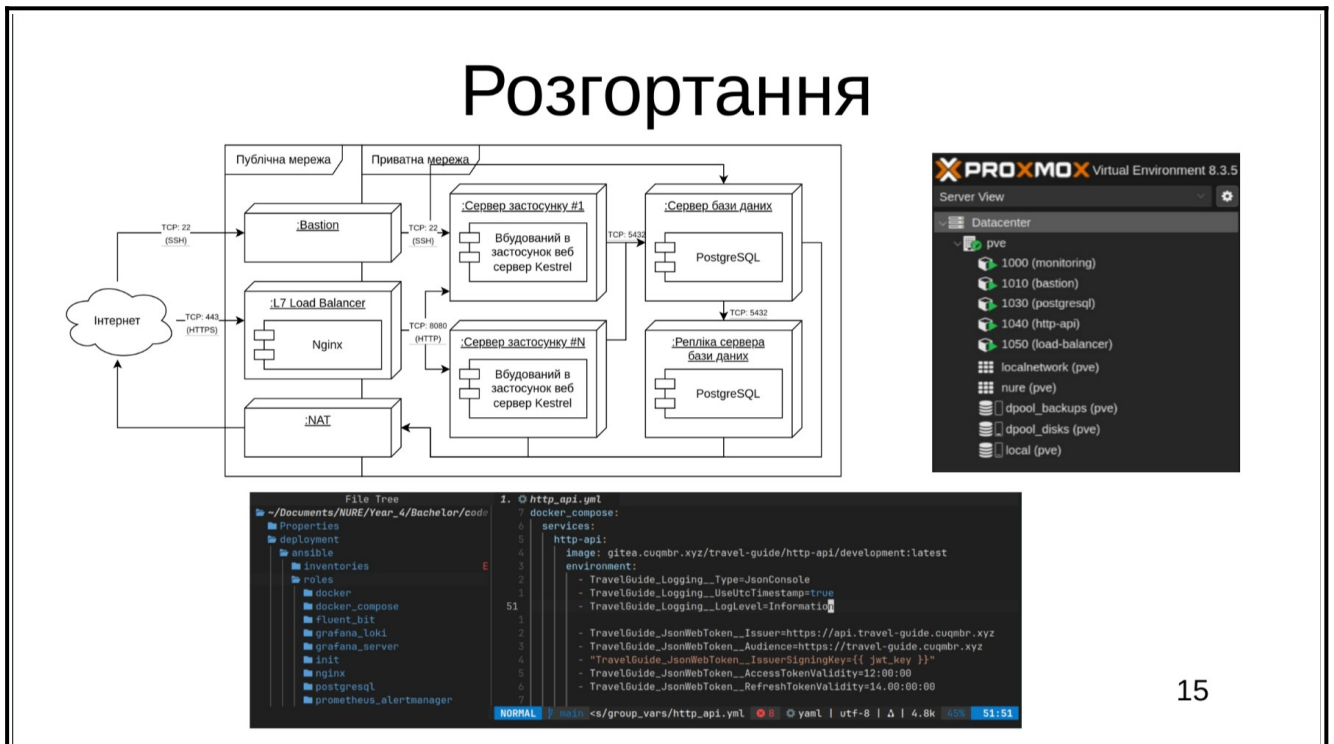 Розгортання
Публічна мережа
Приватна мережа
Інтернет
TCP: 22
(SSH)
TCP: 443
(HTTPS)
:Bastion
:L7 Load Balancer
Nginx
:NAT
TCP: 22
(SSH)
TCP: 8080
(HTTP)
:Сервер застосунку #1
Вбудований в
застосунок веб
сервер Kestrel
:Сервер застосунку #N
Вбудований в
застосунок веб
сервер Kestrel
TCP: 5432
:Сервер бази даних
PostgreSQL
TCP: 5432
:Репліка сервера
бази даних
PostgreSQL
PROXMOX Virtual Environment 8.3.5
Server View
Datacenter
pve
1000 (monitoring)
1010 (bastion)
1030 (postgresql)
1040 (http-api)
1050 (load-balancer)
localnetwork (pve)
nure (pve)
dpool_backups (pve)
dpool_disks (pve)
local (pve)
File Tree
~/Documents/NURE/Year_4/Bachelor/code
Properties
deployment
ansible
inventories E
roles
docker
docker_compose
fluent_bit
grafana_loki
grafana_server
init
nginx
postgresql
prometheus_alertmanager
1. http_api.yml
7 docker_compose:
6 services:
5 http-api:
4 image: gitea.cuqmbr.xyz/travel-guide/http-api/development:latest
3 environment:
2 - TravelGuide_Logging__Type=JsonConsole
1 - TravelGuide_Logging__UseUtcTimestamp=true
51 - TravelGuide_Logging__LogLevel=Information
1
2 - TravelGuide_JsonWebToken__Issuer=https://api.travel-guide.cuqmbr.xyz
3 - TravelGuide_JsonWebToken__Audience=https://travel-guide.cuqmbr.xyz
4 - "TravelGuide_JsonWebToken__IssuerSigningKey={{ jwt_key }}"
5 - TravelGuide_JsonWebToken__AccessTokenValidity=12:00:00
6 - TravelGuide_JsonWebToken__RefreshTokenValidity=14.00:00:00
7
NORMAL main <s/group_vars/http_api.yml 8 yaml | utf-8 | Δ | 4.8k 45% 51:51
15